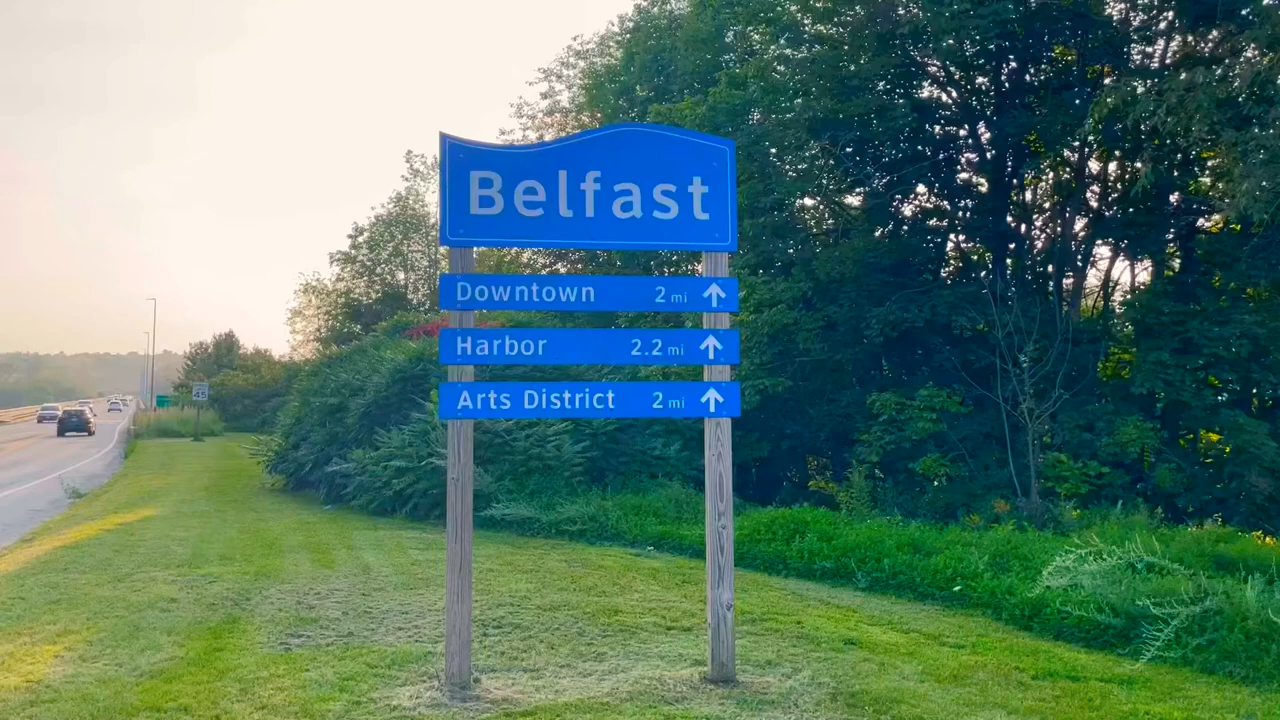 Belfast
Downtown 2 mi ↑
Harbor 2.2 mi ↑
Arts District 2 mi ↑
45